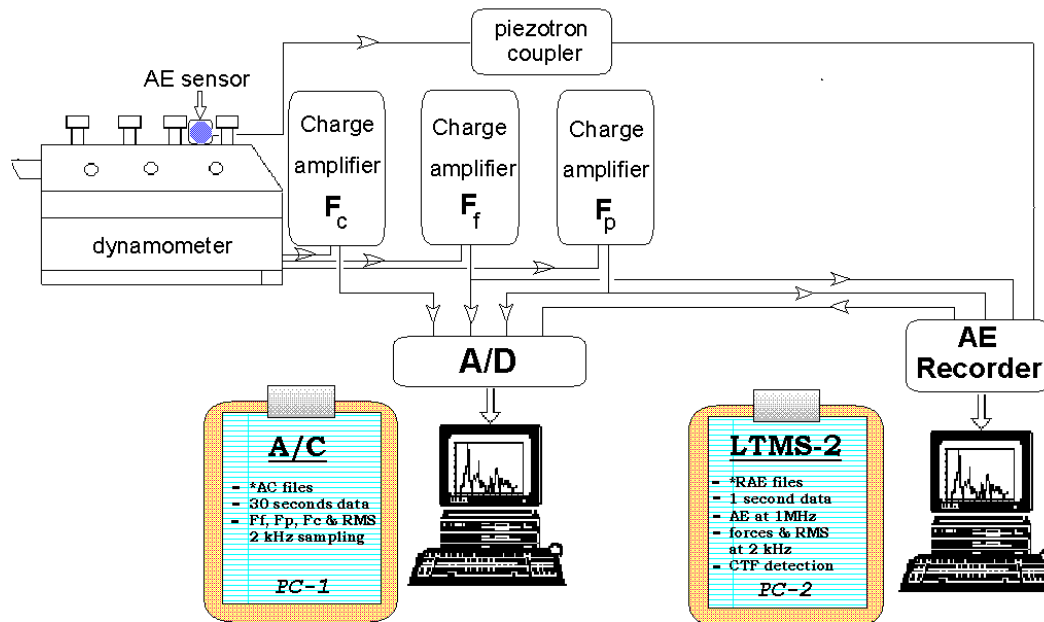 piezotron
coupler
AE sensor
Charge
amplifier
Fc
Charge
amplifier
Ff
Charge
amplifier
Fp
dynamometer
A/D
AE
Recorder
A/C
- *AC files
- 30 seconds data
- Ff, Fp, Fc & RMS
2 kHz sampling
PC-1
LTMS-2
- *RAE files
- 1 second data
- AE at 1MHz
- forces & RMS
at 2 kHz
- CTF detection
PC-2